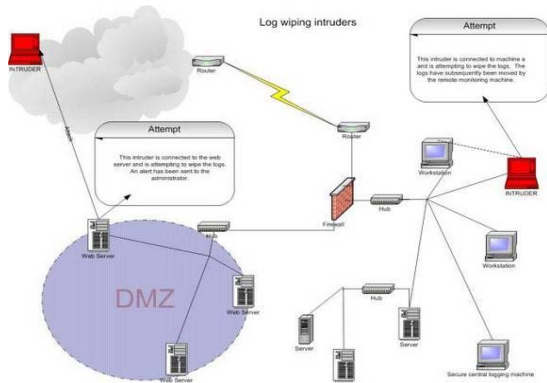 Log wiping intruders
INTRUDER
Router
Attempt
This intruder is connected to machine a
and is attempting to wipe the logs. The
logs have subsequently been moved by
the remote monitoring machine.
Attempt
This intruder is connected to the web
server and is attempting to wipe the logs.
An alert has been sent to the
administrator.
Router
Workstation
INTRUDER
Hub
Firewall
Web Server
Hub
Workstation
DMZ
Web Server
Hub
Server
Server
Web Server
Secure central logging machine